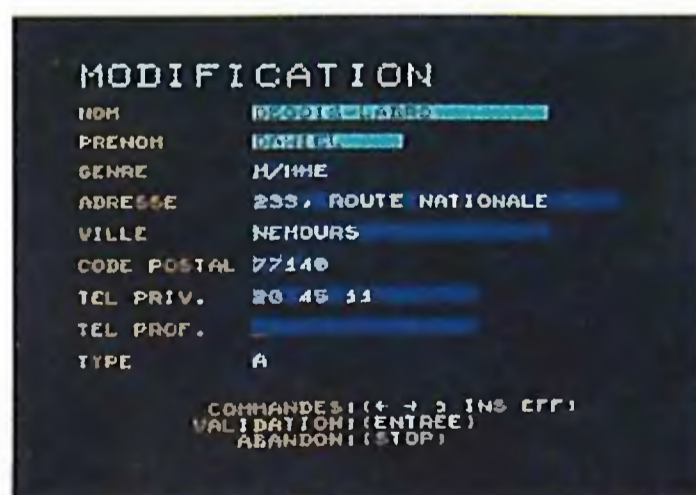 MODIFICATION
NOM
PRENOM DANIEL
GENRE M/MME
ADRESSE 233, ROUTE NATIONALE
VILLE NEMOURS
CODE POSTAL 77140
TEL PRIV. 20 45 11
TEL PROF.
TYPE A
COMMANDES:(← → INS EFF)
VALIDATION:(ENTREE)
ABANDON:(STOP)